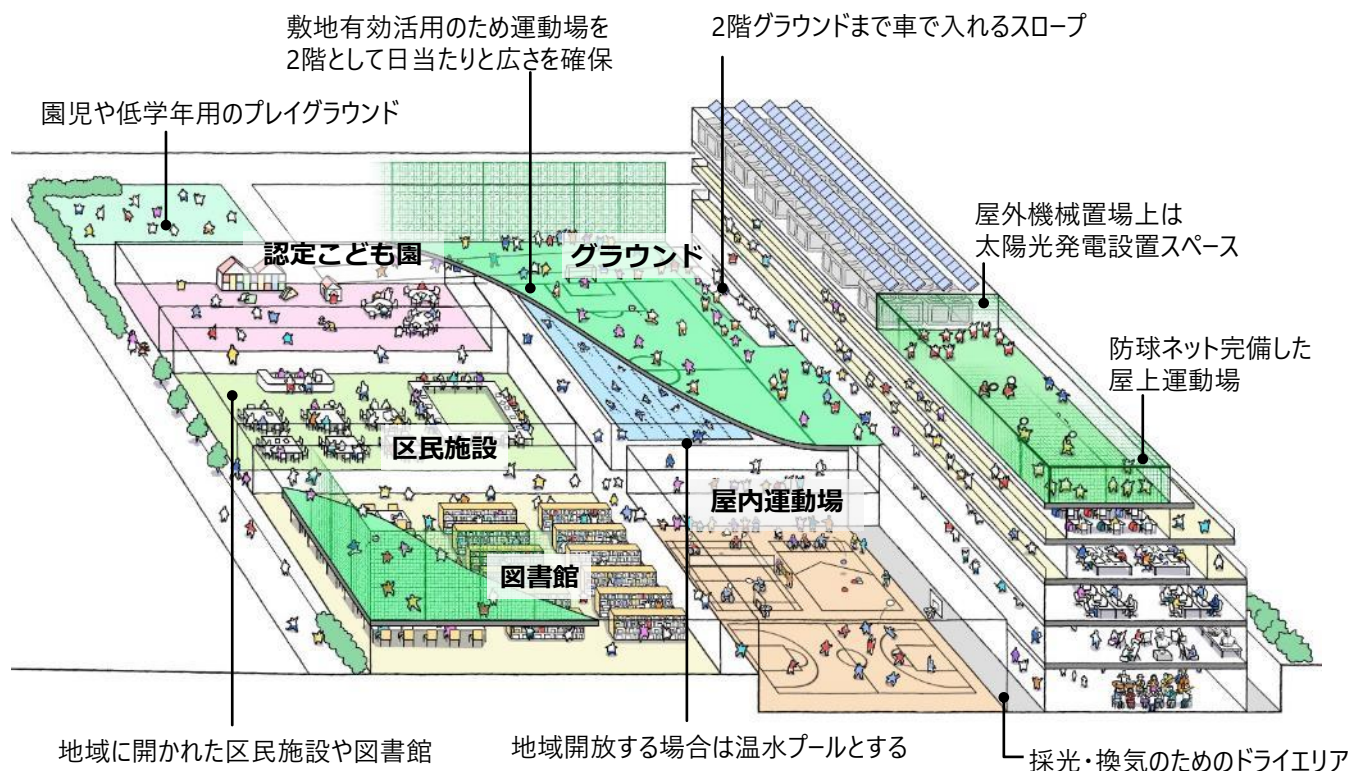 敷地有効活用のため運動場を
2階として日当たりと広さを確保
2階グラウンドまで車で入れるスロープ
園児や低学年用のプレイグラウンド
屋外機械置場上は
太陽光発電設置スペース
認定こども園
グラウンド
防球ネット完備した
屋上運動場
区民施設
屋内運動場
図書館
地域に開かれた区民施設や図書館
地域開放する場合は温水プールとする
採光・換気のためのドライエリア